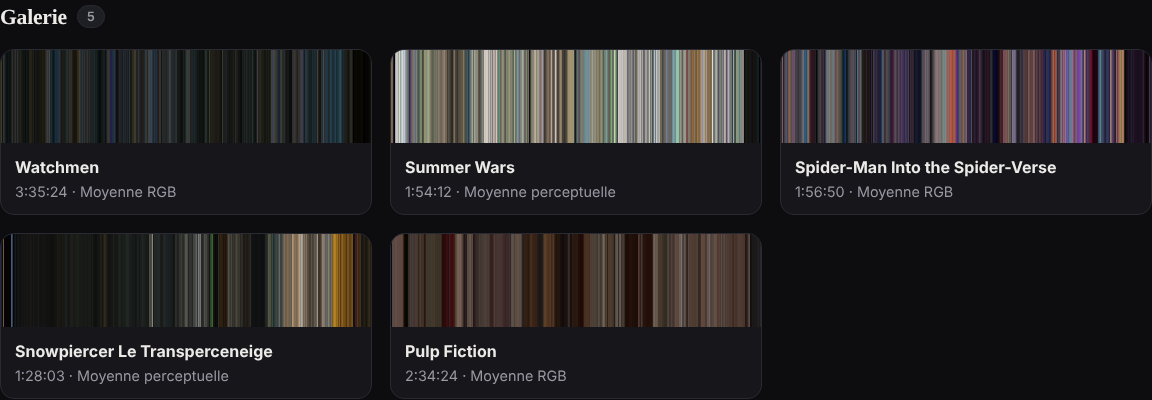 Galerie 5
Watchmen
3:35:24 · Moyenne RGB
Summer Wars
1:54:12 · Moyenne perceptuelle
Spider-Man Into the Spider-Verse
1:56:50 · Moyenne RGB
Snowpiercer Le Transperceneige
1:28:03 · Moyenne perceptuelle
Pulp Fiction
2:34:24 · Moyenne RGB